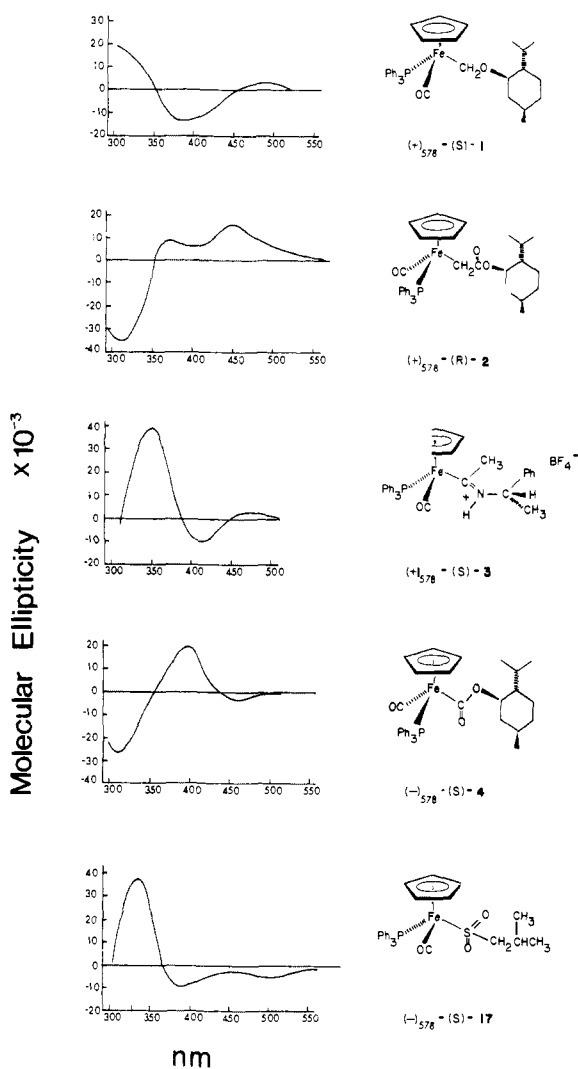 Molecular Ellipticity x10⁻³
30
20
10
0
-10
-20
300 350 400 450 500 550
Fe
Ph₃P
CH₂O
OC
(+)₅₇₈ - (S) - 1
20
10
0
-10
-20
-30
-40
300 350 400 450 500 550
Fe
O
OC
CH₂CO
Ph₃P
(+)₅₇₈ - (R) - 2
40
30
20
10
0
-10
-20
300 350 400 450 500
Fe
CH₃
Ph
BF₄⁻
Ph₃P
C
N
C
H
+
OC
H
CH₃
(+)₅₇₈ - (S) - 3
20
10
0
-10
-20
-30
-40
300 350 400 450 500 550
Fe
O
OC
C
Ph₃P
O
(-)₅₇₈ - (S) - 4
40
30
20
10
0
-10
-20
300 350 400 450 500 550
Fe
O
CH₃
Ph₃P
S
OC
O
CH₂CH-CH₃
(-)₅₇₈ - (S) - 17
nm